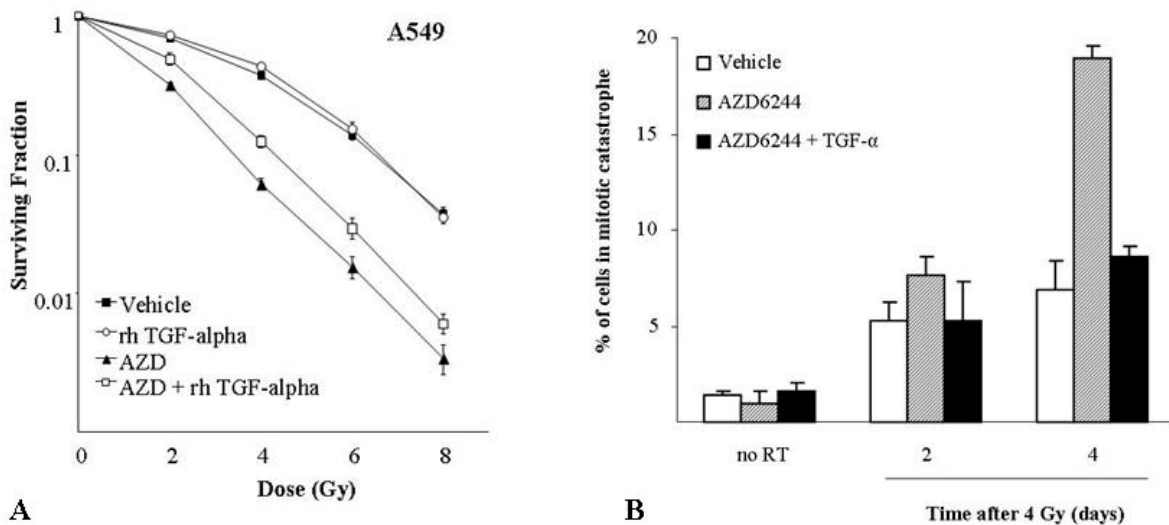 A549
Surviving Fraction
1
0.1
0.01
Vehicle
rh TGF-alpha
AZD
AZD + rh TGF-alpha
0 2 4 6 8
Dose (Gy)
A
% of cells in mitotic catastrophe
20
15
10
5
Vehicle
AZD6244
AZD6244 + TGF-α
no RT 2 4
Time after 4 Gy (days)
B